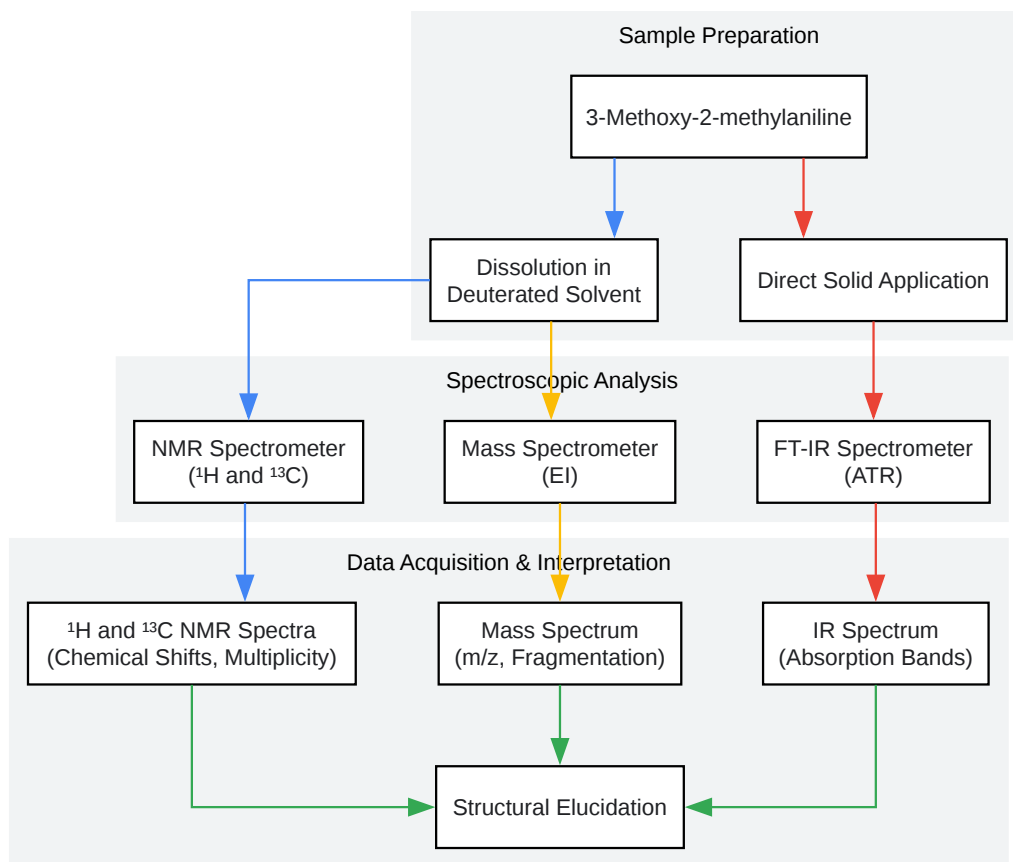 Sample Preparation
3-Methoxy-2-methylaniline
Dissolution in
Deuterated Solvent
Direct Solid Application
Spectroscopic Analysis
NMR Spectrometer
(¹H and ¹³C)
Mass Spectrometer
(EI)
FT-IR Spectrometer
(ATR)
Data Acquisition & Interpretation
¹H and ¹³C NMR Spectra
(Chemical Shifts, Multiplicity)
Mass Spectrum
(m/z, Fragmentation)
IR Spectrum
(Absorption Bands)
Structural Elucidation